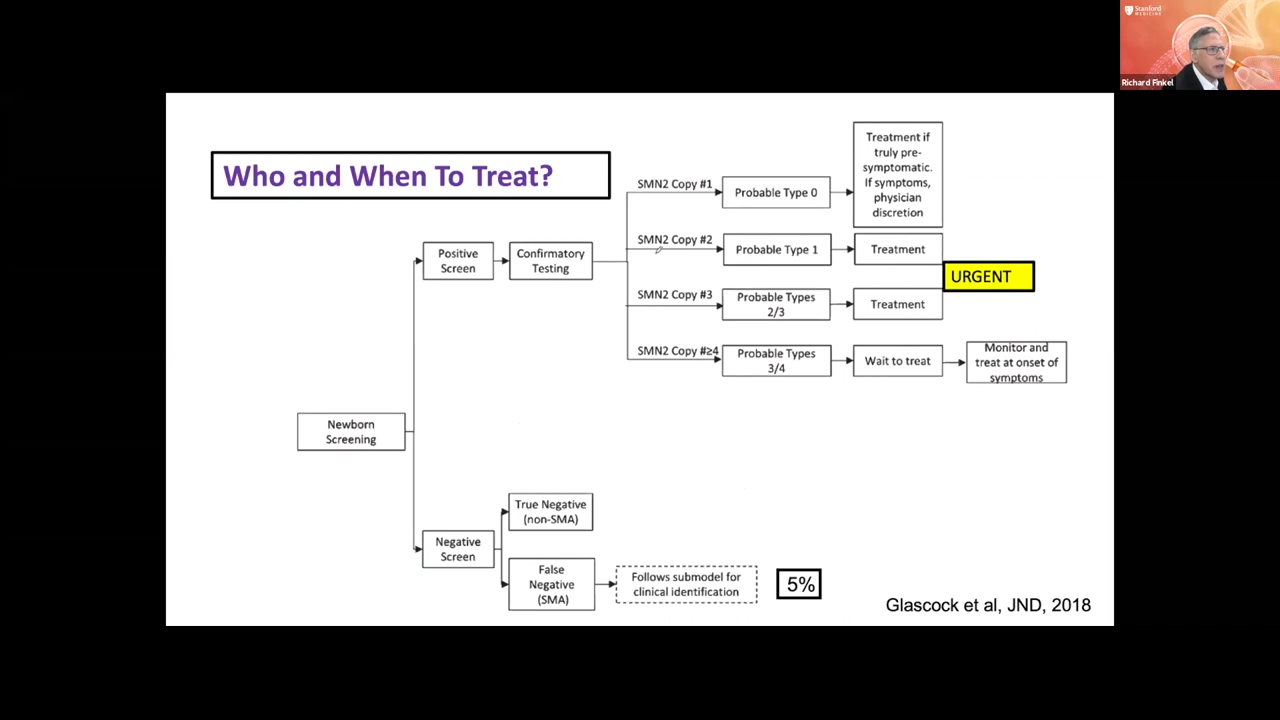 Stanford
MEDICINE
Richard Finkel
Who and When To Treat?
Newborn
Screening
Positive
Screen
Confirmatory
Testing
SMN2 Copy #1
Probable Type 0
Treatment if
truly pre-
symptomatic.
If symptoms,
physician
discretion
SMN2 Copy #2
Probable Type 1
Treatment
URGENT
SMN2 Copy #3
Probable Types
2/3
Treatment
SMN2 Copy #≥4
Probable Types
3/4
Wait to treat
Monitor and
treat at onset of
symptoms
Negative
Screen
True Negative
(non-SMA)
False
Negative
(SMA)
Follows submodel for
clinical identification
5%
Glascock et al, JND, 2018